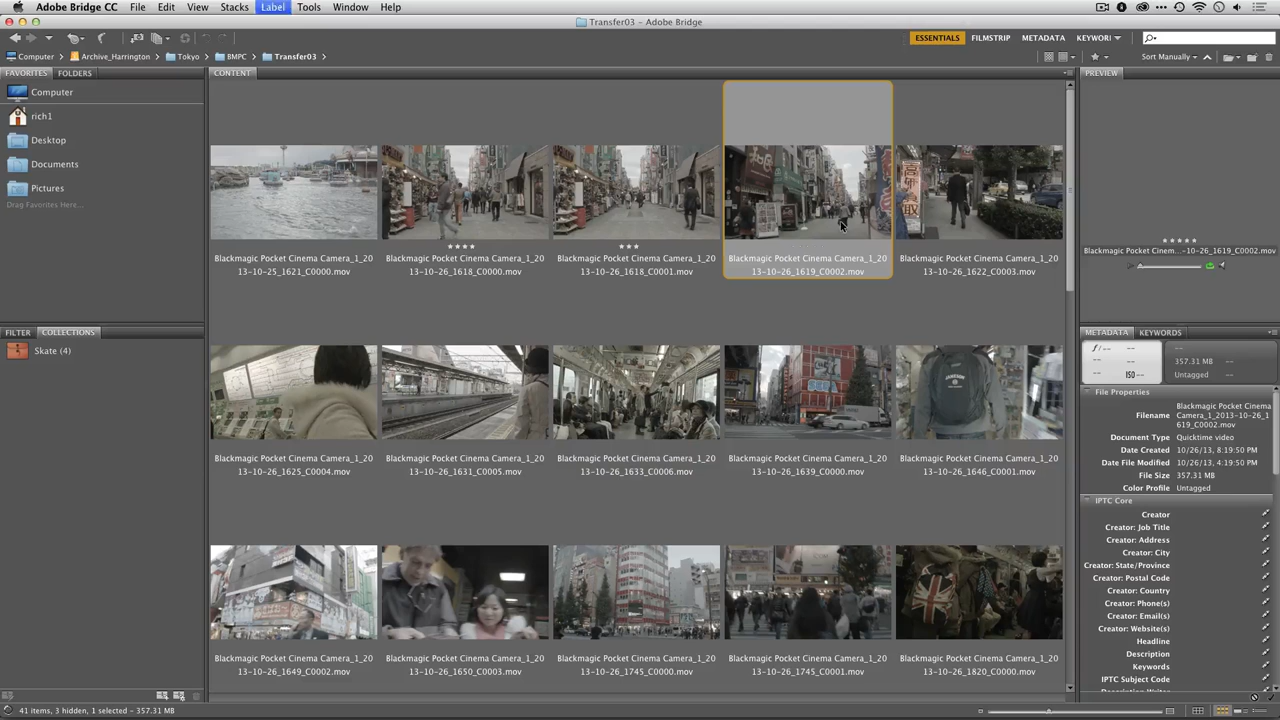 Adobe Bridge CC File Edit View Stacks Label Tools Window Help
Transfer03 – Adobe Bridge
ESSENTIALS FILMSTRIP METADATA KEYWORI
Computer Archive_Harrington Tokyo BMPC Transfer03
Sort Manually
FAVORITES FOLDERS
Computer
rich1
Desktop
Documents
Pictures
Drag Favorites Here...
FILTER COLLECTIONS
Skate (4)
CONTENT
Blackmagic Pocket Cinema Camera_1_20
13-10-25_1621_C0000.mov
Blackmagic Pocket Cinema Camera_1_20
13-10-26_1618_C0000.mov
Blackmagic Pocket Cinema Camera_1_20
13-10-26_1618_C0001.mov
Blackmagic Pocket Cinema Camera_1_20
13-10-26_1619_C0002.mov
Blackmagic Pocket Cinema Camera_1_20
13-10-26_1622_C0003.mov
Blackmagic Pocket Cinema Camera_1_20
13-10-26_1625_C0004.mov
Blackmagic Pocket Cinema Camera_1_20
13-10-26_1631_C0005.mov
Blackmagic Pocket Cinema Camera_1_20
13-10-26_1633_C0006.mov
SEGA
Blackmagic Pocket Cinema Camera_1_20
13-10-26_1639_C0000.mov
Blackmagic Pocket Cinema Camera_1_20
13-10-26_1646_C0001.mov
Blackmagic Pocket Cinema Camera_1_20
13-10-26_1649_C0002.mov
Blackmagic Pocket Cinema Camera_1_20
13-10-26_1650_C0003.mov
Blackmagic Pocket Cinema Camera_1_20
13-10-26_1745_C0000.mov
Blackmagic Pocket Cinema Camera_1_20
13-10-26_1745_C0001.mov
Blackmagic Pocket Cinema Camera_1_20
13-10-26_1820_C0000.mov
PREVIEW
Blackmagic Pocket Cinem...-10-26_1619_C0002.mov
METADATA KEYWORDS
f/-- --
-- --
-- ISO --
--
357.31 MB --
Untagged --
File Properties
Filename Blackmagic Pocket Cinema
Camera_1_2013-10-26_1
619_C0002.mov
Document Type Quicktime video
Date Created 10/26/13, 8:19:50 PM
Date File Modified 10/26/13, 4:19:50 PM
File Size 357.31 MB
Color Profile Untagged
IPTC Core
Creator
Creator: Job Title
Creator: Address
Creator: City
Creator: State/Province
Creator: Postal Code
Creator: Country
Creator: Phone(s)
Creator: Email(s)
Creator: Website(s)
Headline
Description
Keywords
IPTC Subject Code
Description Writer
41 items, 3 hidden, 1 selected – 357.31 MB